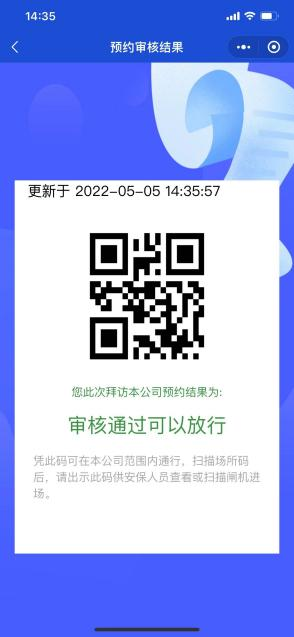 14:35
预约审核结果
更新于 2022-05-05 14:35:57
您此次拜访本公司预约结果为:
审核通过可以放行
凭此码可在本公司范围内通行，扫描场所码
后，请出示此码供安保人员查看或扫描闸机进
场。